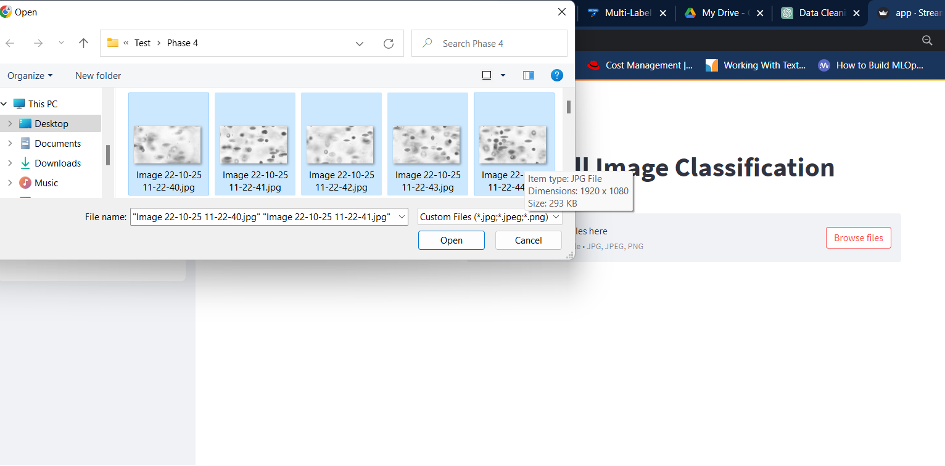 Open
Multi-Label
My Drive -
Data Cleani
app · Strea
« Test > Phase 4
Search Phase 4
Organize
New folder
Cost Management |...
Working With Text...
How to Build MLOp...
This PC
Desktop
Documents
Downloads
Music
Image 22-10-25 11-22-40.jpg
Image 22-10-25 11-22-41.jpg
Image 22-10-25 11-22-42.jpg
Image 22-10-25 11-22-43.jpg
Image 22-10-25 11-22-44
Item type: JPG File
Dimensions: 1920 x 1080
Size: 293 KB
ll Image Classification
File name:
"Image 22-10-25 11-22-40.jpg" "Image 22-10-25 11-22-41.jpg"
Custom Files (*.jpg;*.jpeg;*.png)
Open
Cancel
les here
• JPG, JPEG, PNG
Browse files